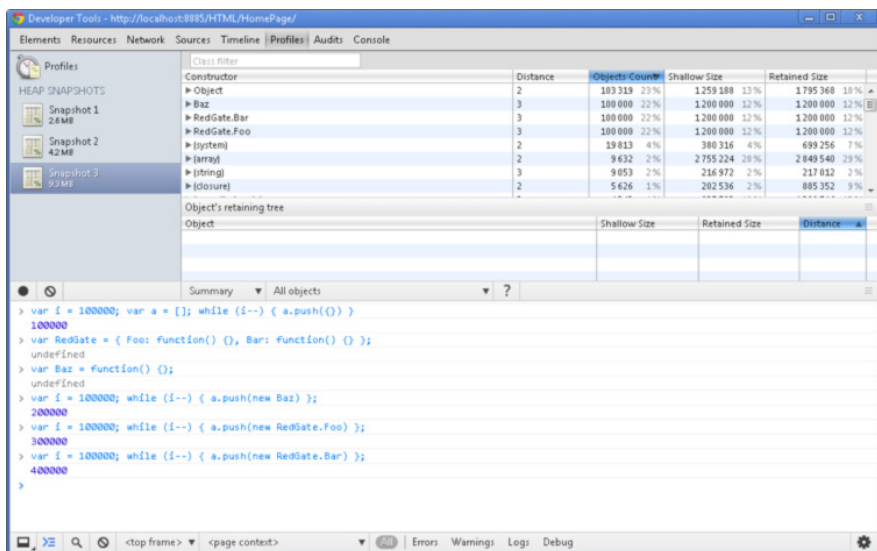 Developer Tools - http://localhost:8885/HTML/HomePage/
Elements Resources Network Sources Timeline Profiles Audits Console
Profiles
HEAP SNAPSHOTS
Snapshot 1
2.6MB
Snapshot 2
4.2MB
Snapshot 3
9.3MB
Class filter
Constructor Distance Objects Count Shallow Size Retained Size
Object 2 103 319 23% 1 259 188 13% 1 795 368 18%
Baz 3 100 000 22% 1 200 000 12% 1 200 000 12%
RedGate.Bar 3 100 000 22% 1 200 000 12% 1 200 000 12%
RedGate.Foo 3 100 000 22% 1 200 000 12% 1 200 000 12%
(system) 2 19 813 4% 380 316 4% 699 256 7%
(array) 2 9 632 2% 2 755 224 28% 2 849 540 29%
(string) 3 9 053 2% 216 972 2% 217 012 2%
(closure) 2 5 626 1% 202 536 2% 885 352 9%
Object's retaining tree
Object Shallow Size Retained Size Distance
Summary All objects ?
> var i = 100000; var a = []; while (i--) { a.push({}) }
100000
> var RedGate = { Foo: function() {}, Bar: function() {} };
undefined
> var Baz = function() {};
undefined
> var i = 100000; while (i--) { a.push(new Baz) };
200000
> var i = 100000; while (i--) { a.push(new RedGate.Foo) };
300000
> var i = 100000; while (i--) { a.push(new RedGate.Bar) };
400000
>
<top frame> <page context> All Errors Warnings Logs Debug